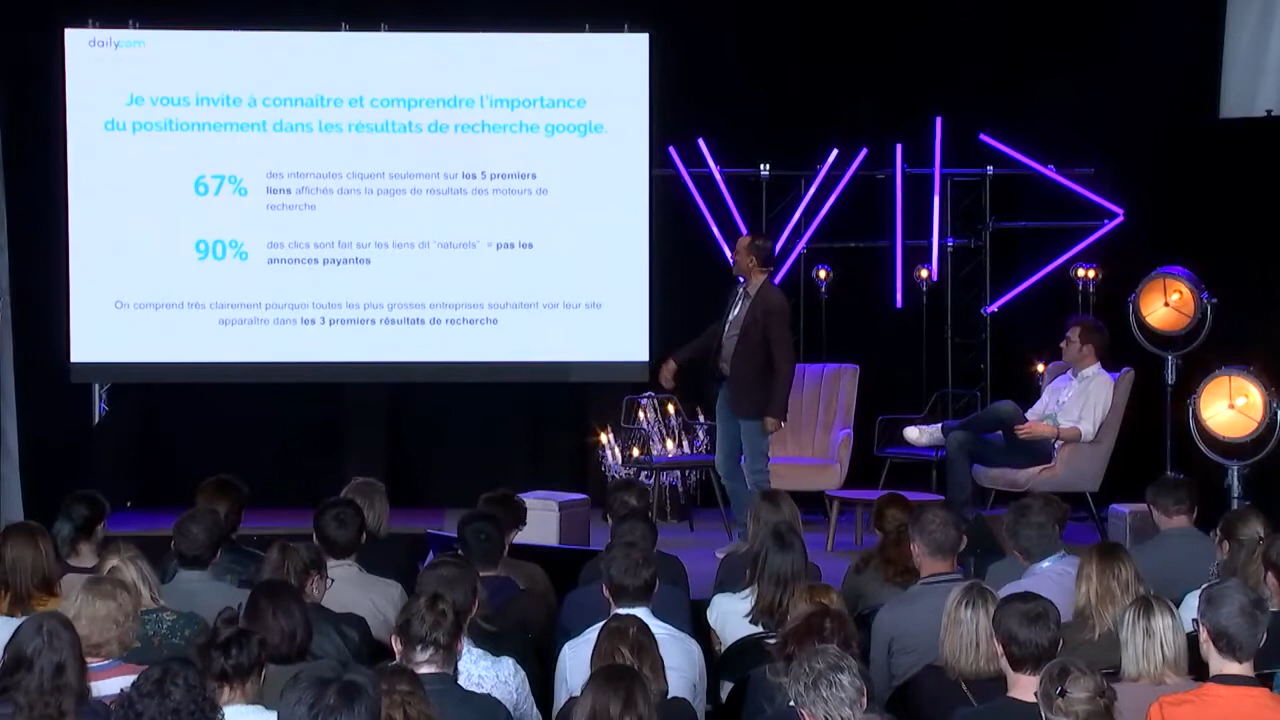 dailycom
Je vous invite à connaître et comprendre l'importance
du positionnement dans les résultats de recherche google.
67%
des internautes cliquent seulement sur les 5 premiers
liens affichés dans la pages de résultats des moteurs de
recherche
90%
des clics sont fait sur les liens dit "naturels" = pas les
annonces payantes
On comprend très clairement pourquoi toutes les plus grosses entreprises souhaitent voir leur site
apparaître dans les 3 premiers résultats de recherche